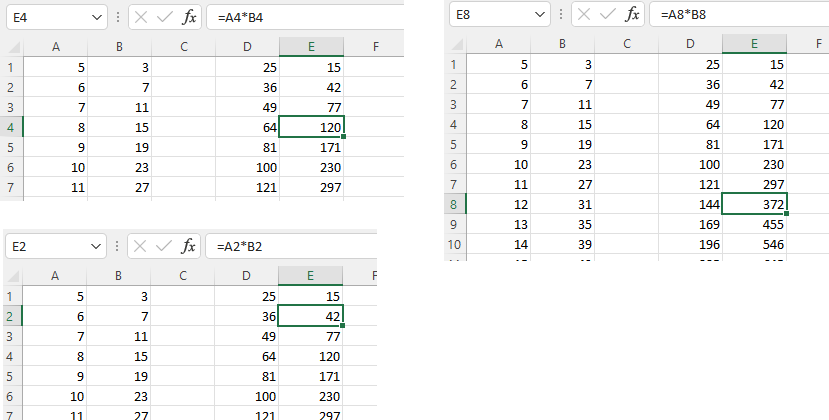 E4 fx =A4*B4
A B C D E F
1 5 3 25 15
2 6 7 36 42
3 7 11 49 77
4 8 15 64 120
5 9 19 81 171
6 10 23 100 230
7 11 27 121 297
E2 fx =A2*B2
A B C D E F
1 5 3 25 15
2 6 7 36 42
3 7 11 49 77
4 8 15 64 120
5 9 19 81 171
6 10 23 100 230
7 11 27 121 297
E8 fx =A8*B8
A B C D E F
1 5 3 25 15
2 6 7 36 42
3 7 11 49 77
4 8 15 64 120
5 9 19 81 171
6 10 23 100 230
7 11 27 121 297
8 12 31 144 372
9 13 35 169 455
10 14 39 196 546